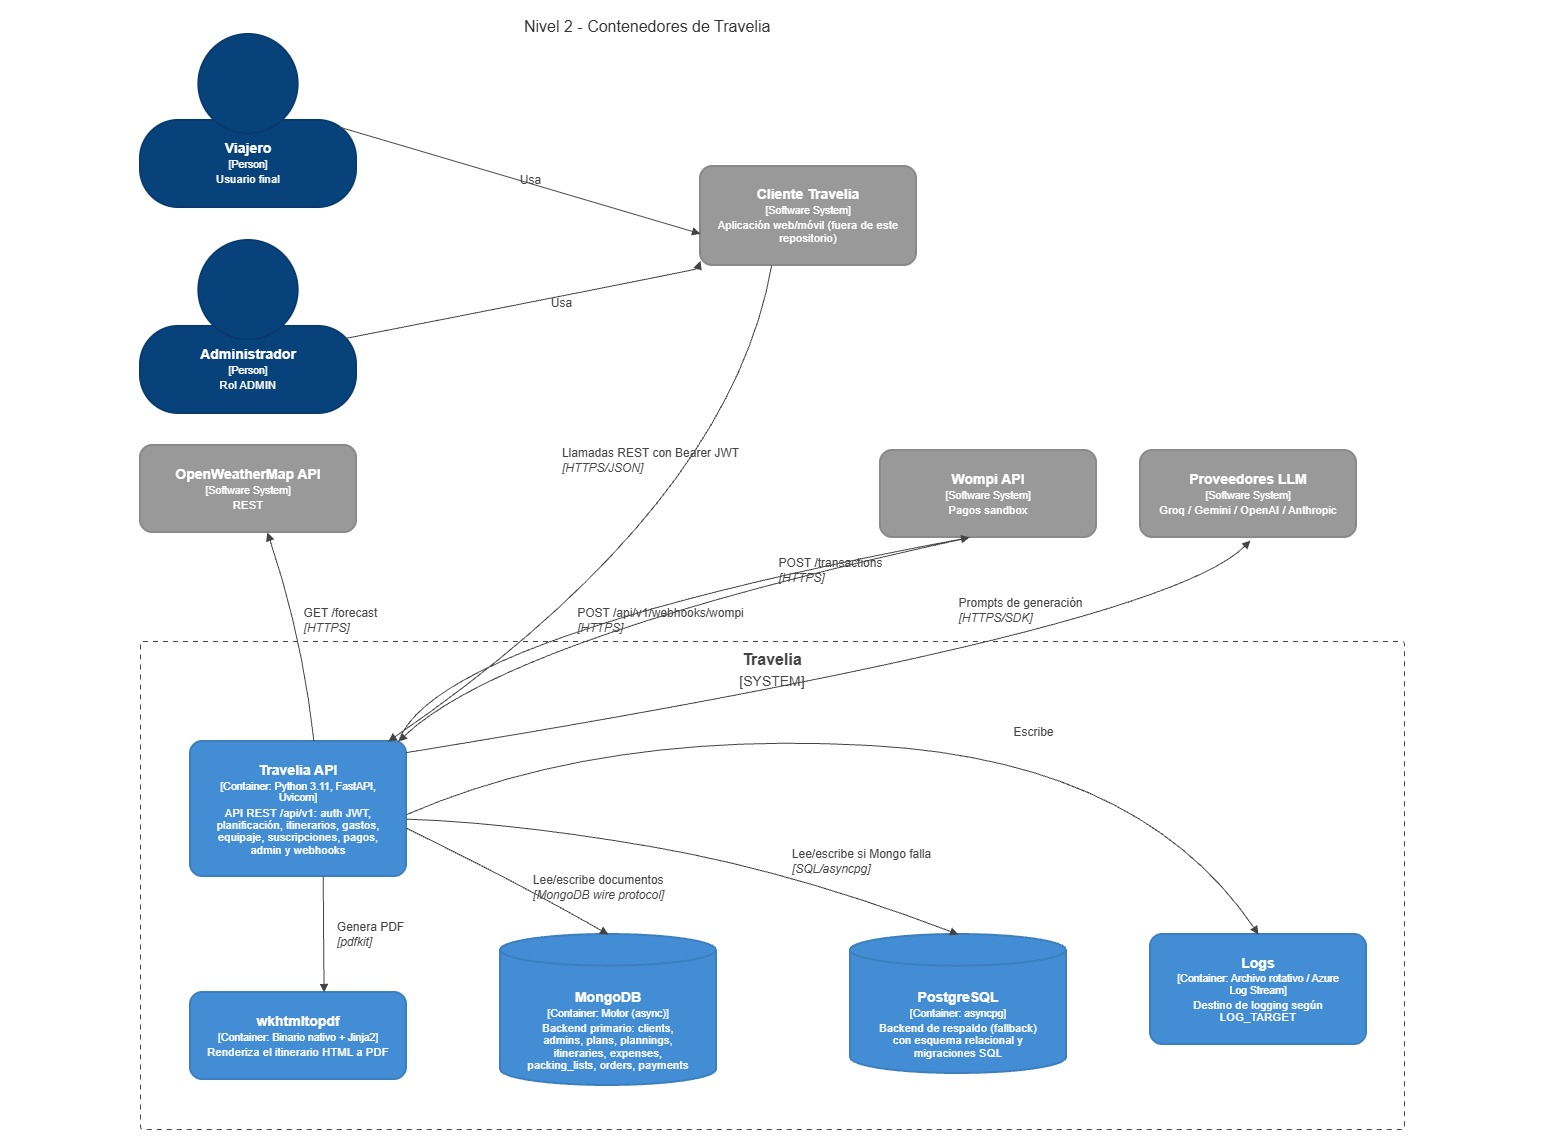 Nivel 2 - Contenedores de Travelia
Viajero
[Person]
Usuario final
Usa
Cliente Travelia
[Software System]
Aplicación web/móvil (fuera de este
repositorio)
Administrador
[Person]
Rol ADMIN
Usa
OpenWeatherMap API
[Software System]
REST
Llamadas REST con Bearer JWT
[HTTPS/JSON]
Wompi API
[Software System]
Pagos sandbox
Proveedores LLM
[Software System]
Groq / Gemini / OpenAI / Anthropic
POST /transactions
[HTTPS]
GET /forecast
[HTTPS]
POST /api/v1/webhooks/wompi
[HTTPS]
Prompts de generación
[HTTPS/SDK]
Travelia
[SYSTEM]
Travelia API
[Container: Python 3.11, FastAPI,
Uvicorn]
API REST /api/v1: auth JWT,
planificación, itinerarios, gastos,
equipaje, suscripciones, pagos,
admin y webhooks
Escribe
Lee/escribe si Mongo falla
[SQL/asyncpg]
Lee/escribe documentos
[MongoDB wire protocol]
Genera PDF
[pdfkit]
wkhtmltopdf
[Container: Binario nativo + Jinja2]
Renderiza el itinerario HTML a PDF
MongoDB
[Container: Motor (async)]
Backend primario: clients,
admins, plans, plannings,
itineraries, expenses,
packing_lists, orders, payments
PostgreSQL
[Container: asyncpg]
Backend de respaldo (fallback)
con esquema relacional y
migraciones SQL
Logs
[Container: Archivo rotativo / Azure
Log Stream]
Destino de logging según
LOG_TARGET